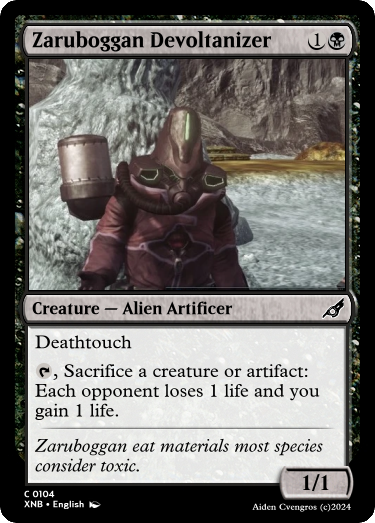 Zaruboggan Devoltanizer 1
Creature — Alien Artificer
Deathtouch
, Sacrifice a creature or artifact:
Each opponent loses 1 life and you
gain 1 life.
Zaruboggan eat materials most species
consider toxic.
1/1
C 0104
XNB • English
Aiden Cvengros (c)2024